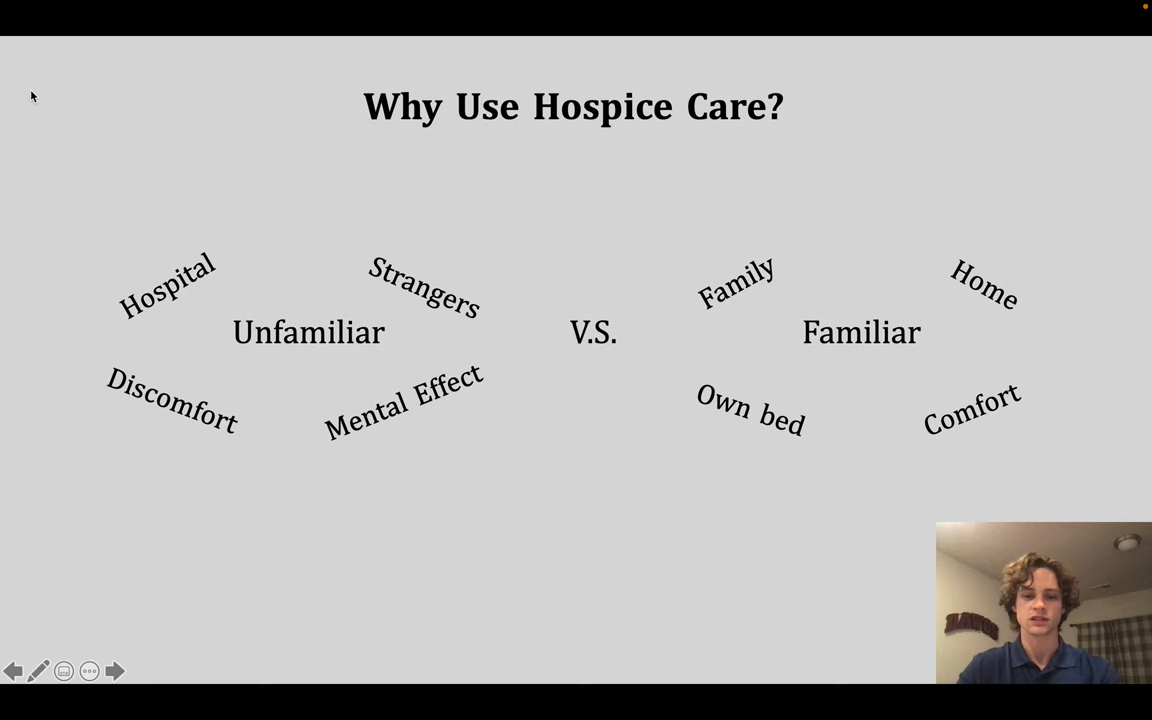 Why Use Hospice Care?
Hospital
Strangers
Unfamiliar
Discomfort
Mental Effect
V.S.
Family
Home
Familiar
Own bed
Comfort